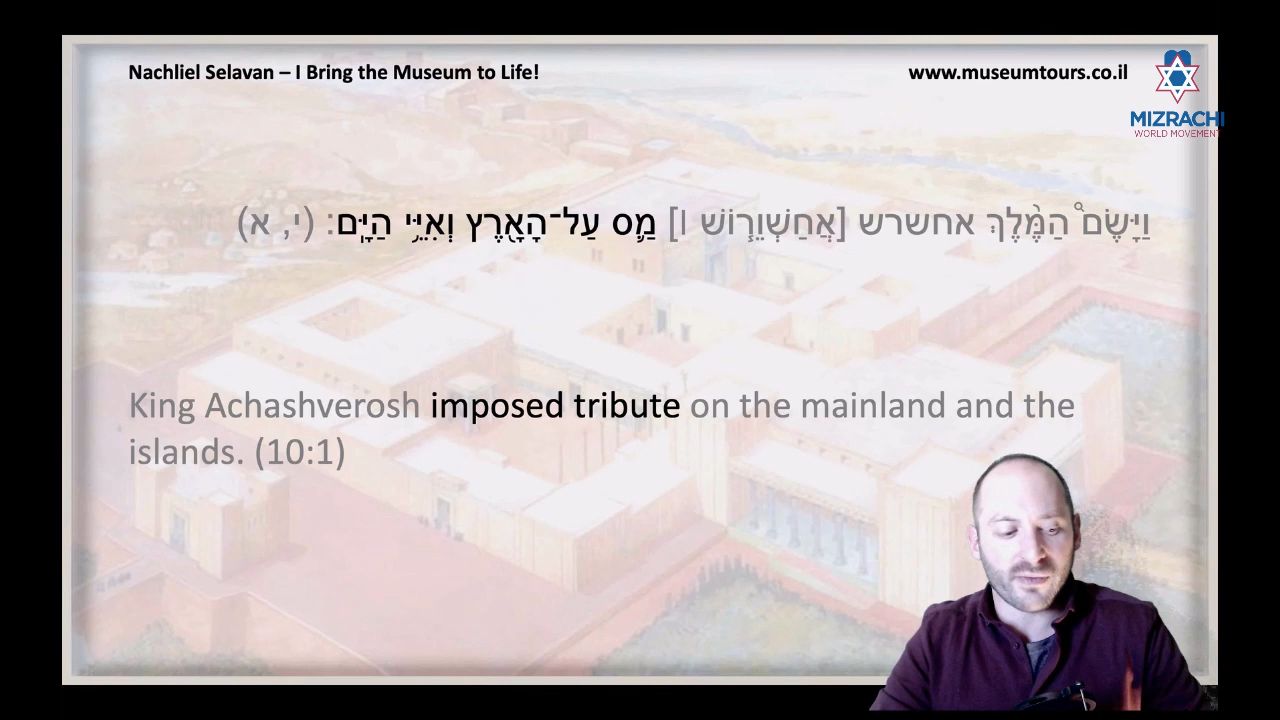 Nachliel Selavan – I Bring the Museum to Life!
www.museumtours.co.il
MIZRACHI
WORLD MOVEMENT
וַיָּשֶׂם֩ הַמֶּ֨לֶךְ אחשרש [אֲחַשְׁוֵר֧וֹשׁ ׀] מַ֛ס עַל־הָאָ֖רֶץ וְאִיֵּ֥י הַיָּֽם׃ (י, א)
King Achashverosh imposed tribute on the mainland and the
islands. (10:1)